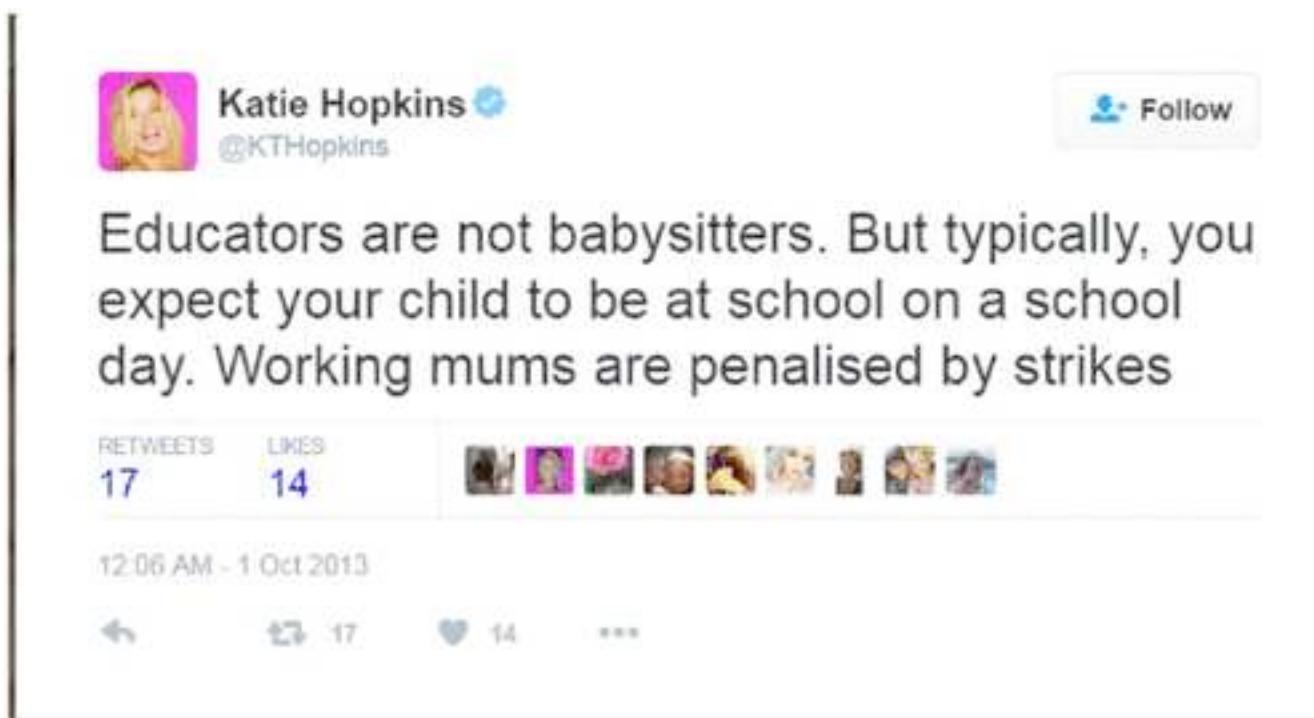 Katie Hopkins
@KTHopkins
Follow
Educators are not babysitters. But typically, you
expect your child to be at school on a school
day. Working mums are penalised by strikes
RETWEETS LIKES
17 14
12:06 AM - 1 Oct 2013
17 14